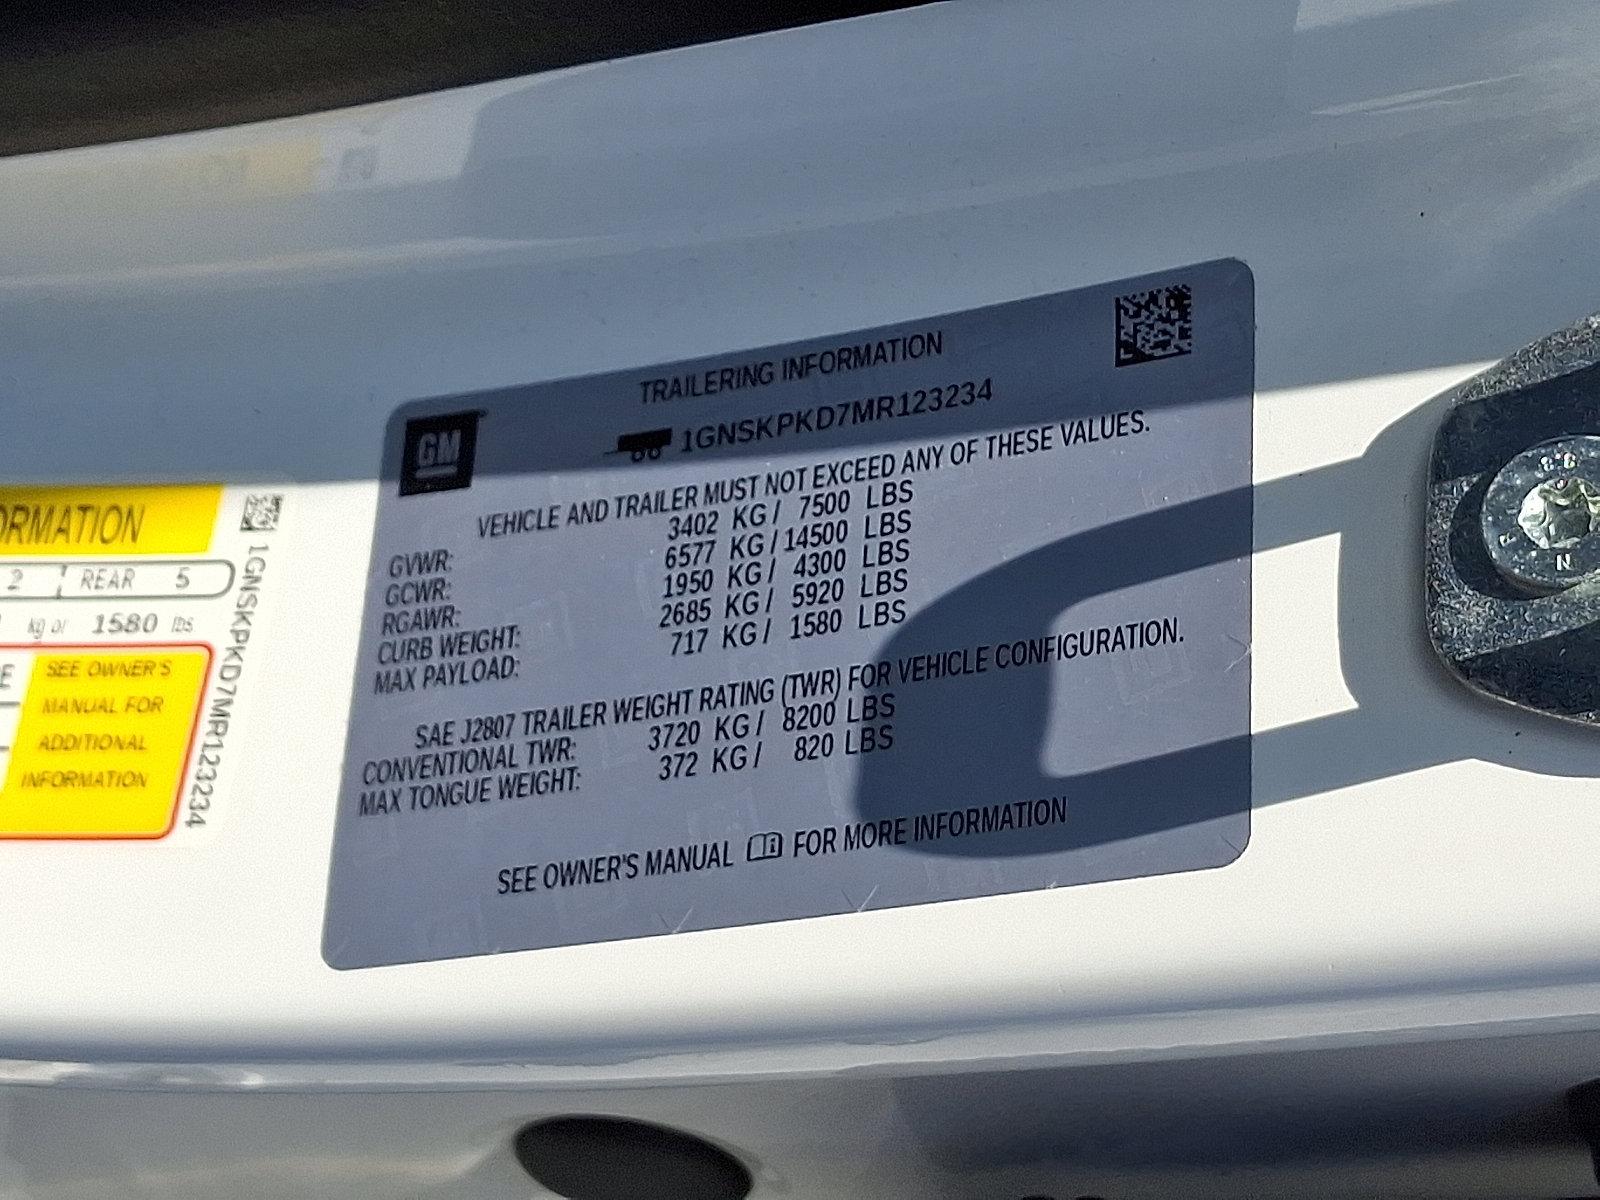 TRAILERING INFORMATION
GM
1GNSKPKD7MR123234
VEHICLE AND TRAILER MUST NOT EXCEED ANY OF THESE VALUES.
GVWR: 3402 KG / 7500 LBS
GCWR: 6577 KG / 14500 LBS
RGAWR: 1950 KG / 4300 LBS
CURB WEIGHT: 2685 KG / 5920 LBS
MAX PAYLOAD: 717 KG / 1580 LBS
SAE J2807 TRAILER WEIGHT RATING (TWR) FOR VEHICLE CONFIGURATION.
CONVENTIONAL TWR: 3720 KG / 8200 LBS
MAX TONGUE WEIGHT: 372 KG / 820 LBS
SEE OWNER'S MANUAL FOR MORE INFORMATION
ORMATION
2 REAR 5
kg or 1580 lbs
SEE OWNER'S
MANUAL FOR
ADDITIONAL
INFORMATION
1GNSKPKD7MR123234
N